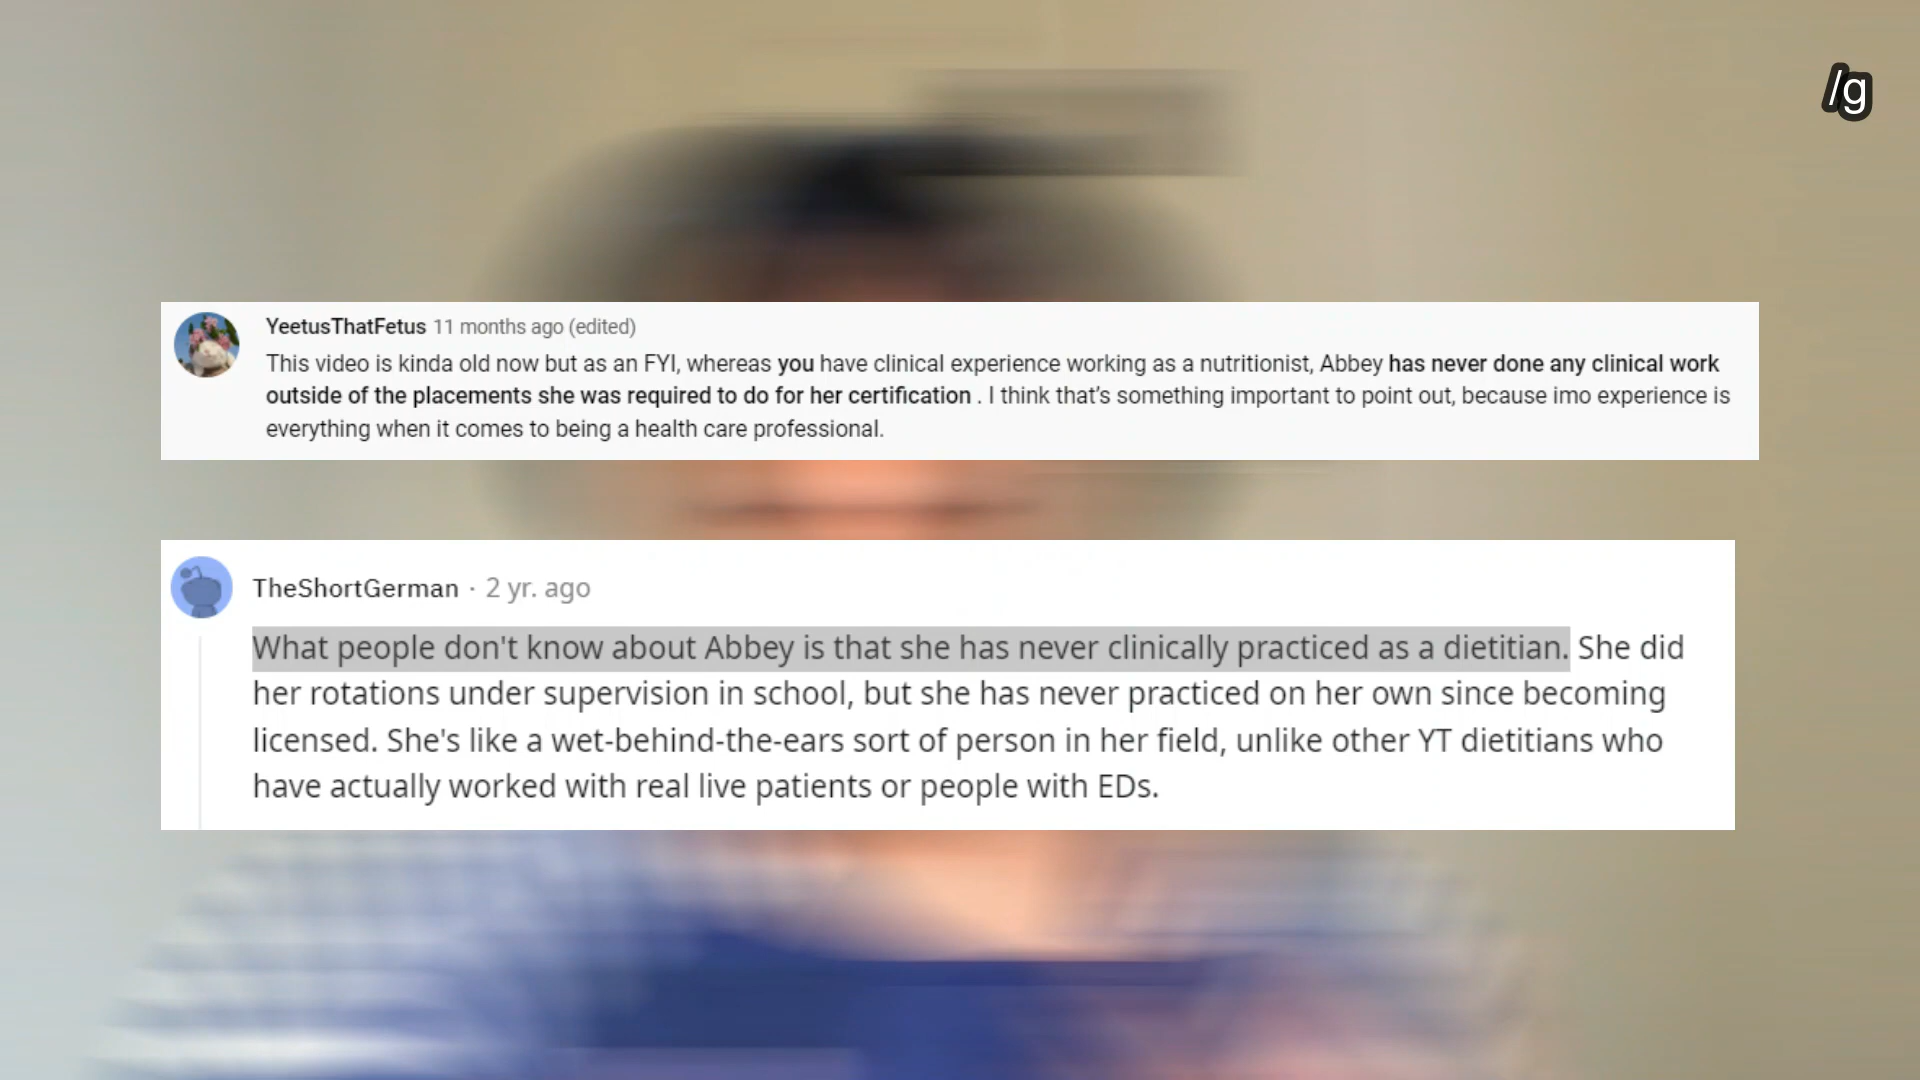 /g
YeetusThatFetus 11 months ago (edited)
This video is kinda old now but as an FYI, whereas you have clinical experience working as a nutritionist, Abbey has never done any clinical work
outside of the placements she was required to do for her certification . I think that's something important to point out, because imo experience is
everything when it comes to being a health care professional.
TheShortGerman · 2 yr. ago
What people don't know about Abbey is that she has never clinically practiced as a dietitian. She did
her rotations under supervision in school, but she has never practiced on her own since becoming
licensed. She's like a wet-behind-the-ears sort of person in her field, unlike other YT dietitians who
have actually worked with real live patients or people with EDs.